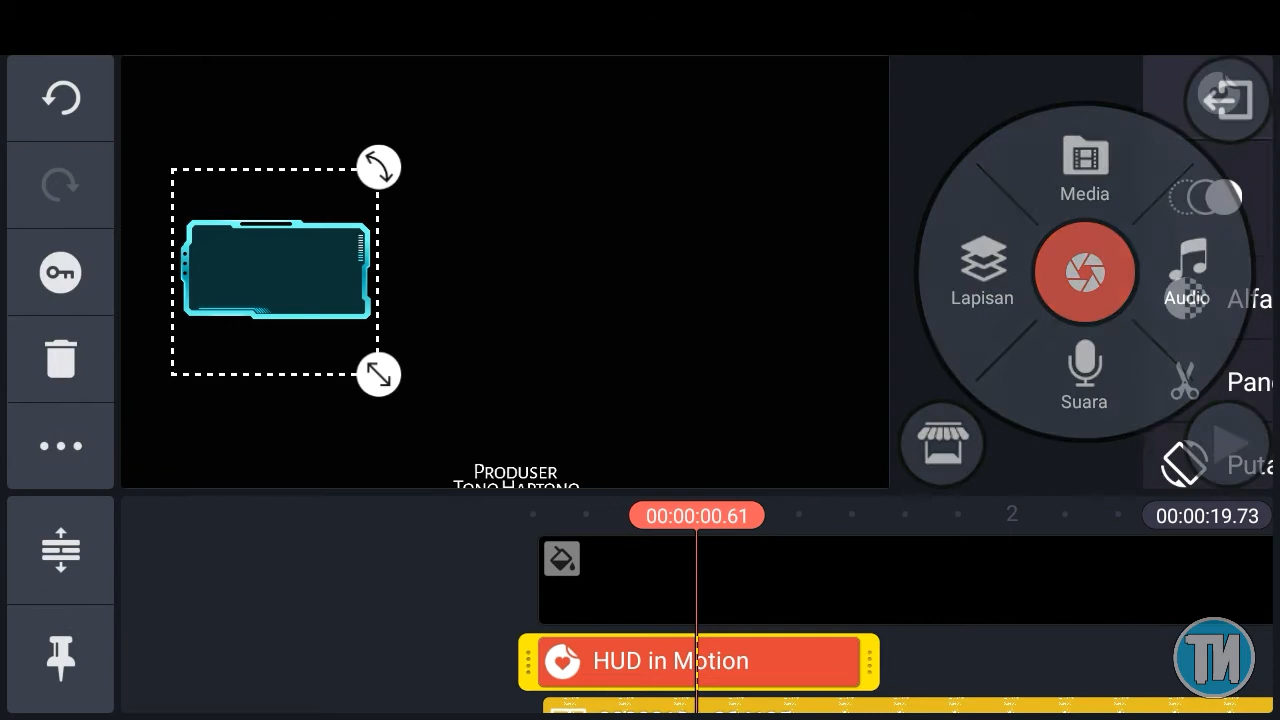 PRODUSER
TONO HARTONO
Media
Lapisan
Audio
Suara
Alfa
Pan
Puta
00:00:00.61
2
00:00:19.73
HUD in Motion
TH